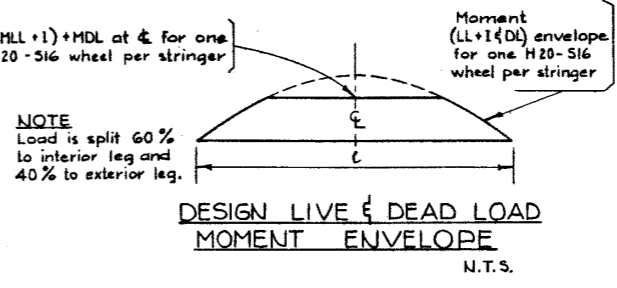 MLL + I) + MDL at ℄ for one
20 - S16 wheel per stringer
Moment
(LL+I & DL) envelope
for one H20-S16
wheel per stringer
NOTE
Load is split 60%
to interior leg and
40% to exterior leg.
℄
ℓ
DESIGN LIVE & DEAD LOAD
MOMENT ENVELOPE
N.T.S.